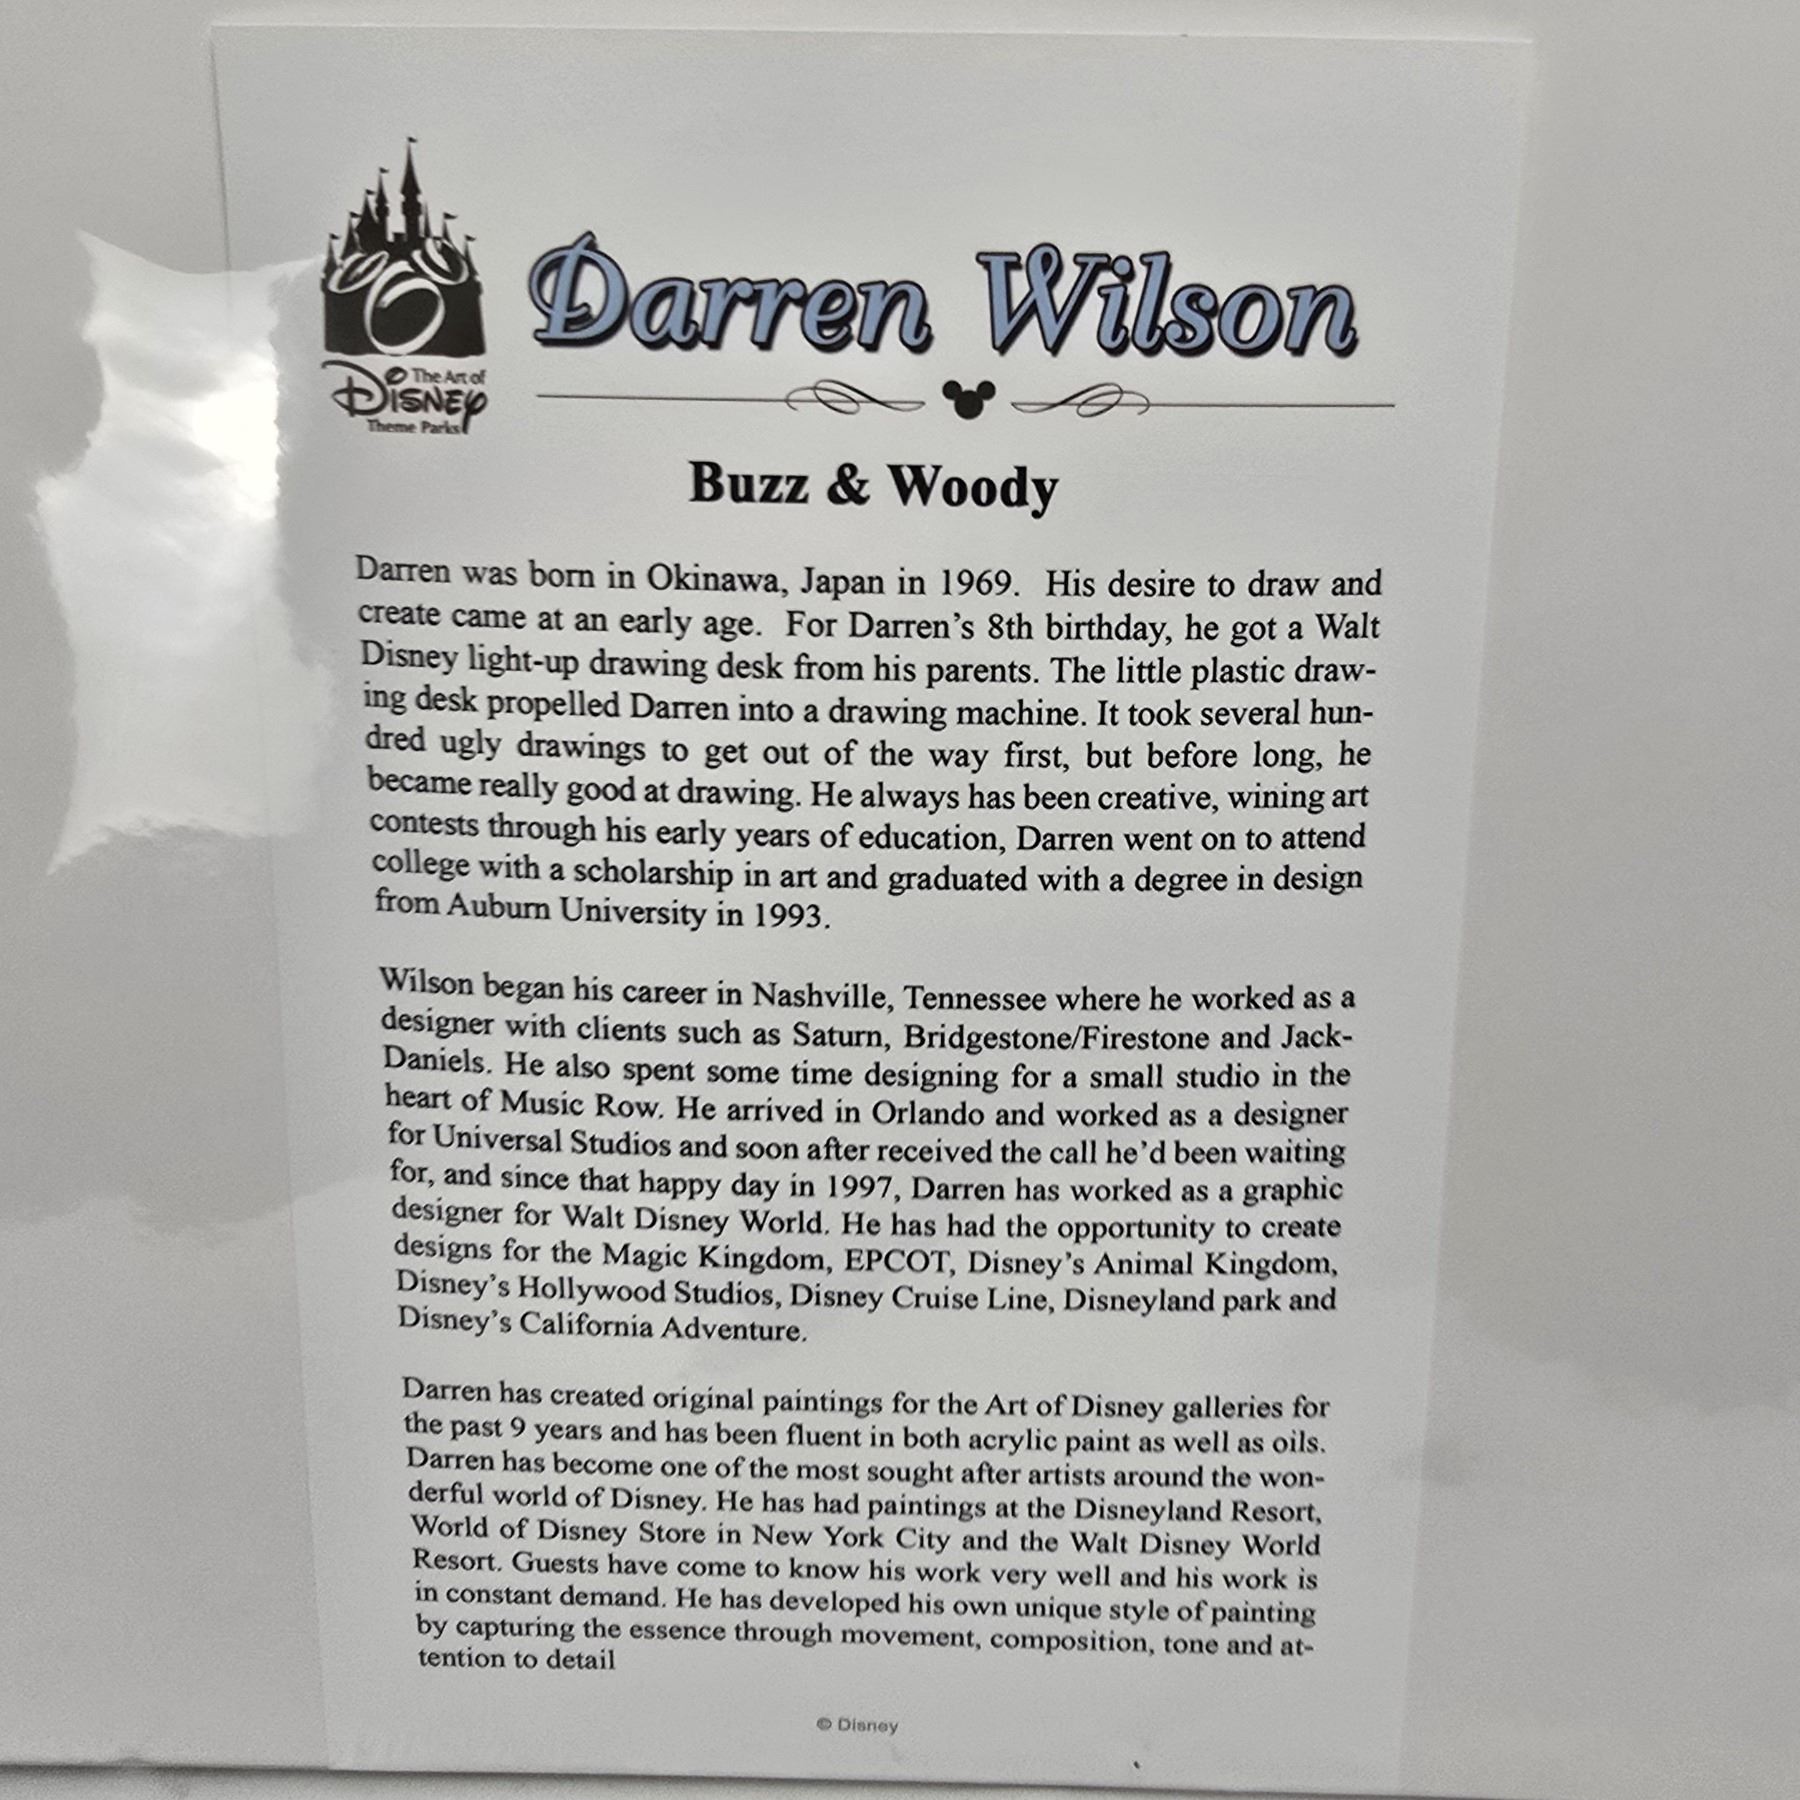 The Art of
Disney
Theme Parks
Darren Wilson
Buzz & Woody
Darren was born in Okinawa, Japan in 1969. His desire to draw and
create came at an early age. For Darren's 8th birthday, he got a Walt
Disney light-up drawing desk from his parents. The little plastic draw-
ing desk propelled Darren into a drawing machine. It took several hun-
dred ugly drawings to get out of the way first, but before long, he
became really good at drawing. He always has been creative, wining art
contests through his early years of education, Darren went on to attend
college with a scholarship in art and graduated with a degree in design
from Auburn University in 1993.
Wilson began his career in Nashville, Tennessee where he worked as a
designer with clients such as Saturn, Bridgestone/Firestone and Jack-
Daniels. He also spent some time designing for a small studio in the
heart of Music Row. He arrived in Orlando and worked as a designer
for Universal Studios and soon after received the call he'd been waiting
for, and since that happy day in 1997, Darren has worked as a graphic
designer for Walt Disney World. He has had the opportunity to create
designs for the Magic Kingdom, EPCOT, Disney's Animal Kingdom,
Disney's Hollywood Studios, Disney Cruise Line, Disneyland park and
Disney's California Adventure.
Darren has created original paintings for the Art of Disney galleries for
the past 9 years and has been fluent in both acrylic paint as well as oils.
Darren has become one of the most sought after artists around the won-
derful world of Disney. He has had paintings at the Disneyland Resort,
World of Disney Store in New York City and the Walt Disney World
Resort. Guests have come to know his work very well and his work is
in constant demand. He has developed his own unique style of painting
by capturing the essence through movement, composition, tone and at-
tention to detail
© Disney